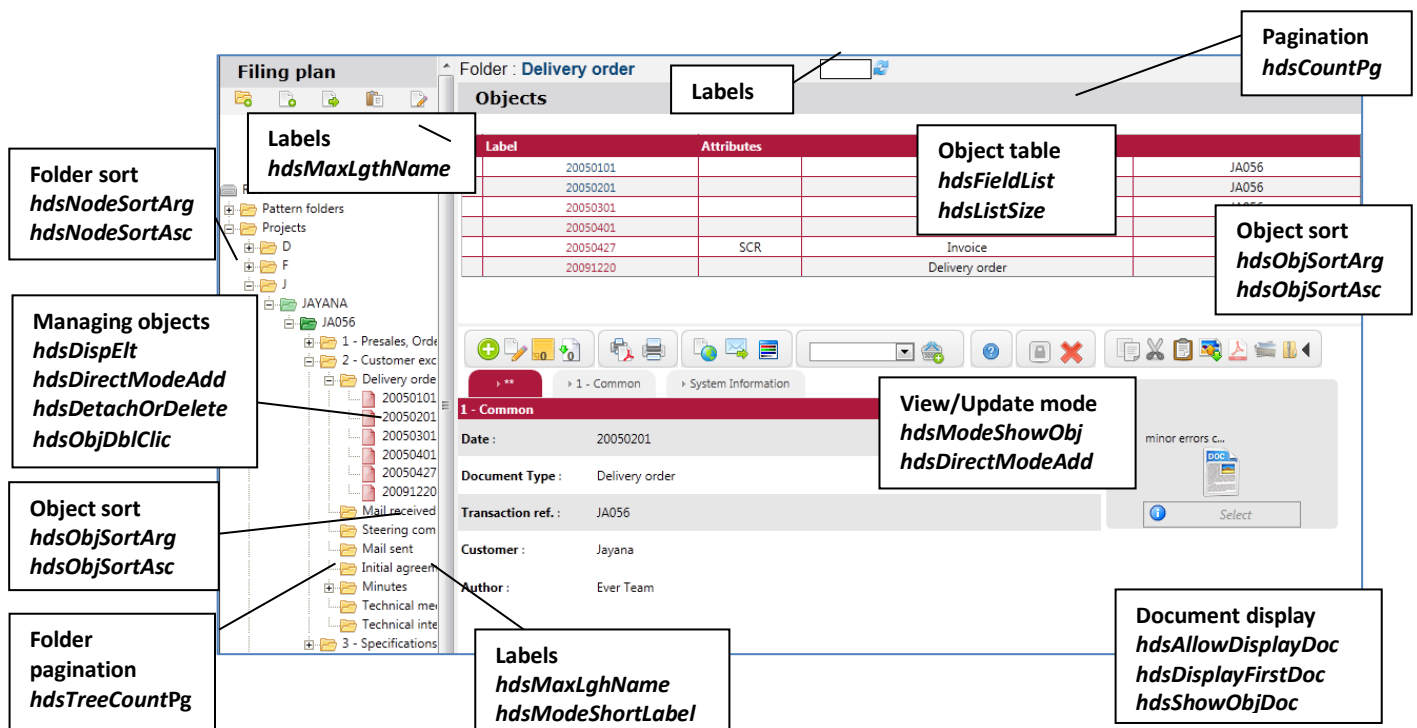 Pagination
hdsCountPg
Filing plan
Folder : Delivery order
Labels
Objects
Labels
hdsMaxLgthName
Label Attributes
Object table
hdsFieldList
hdsListSize
20050101 JA056
20050201 JA056
20050301
20050401
20050427 SCR Invoice
20091220 Delivery order
Object sort
hdsObjSortArg
hdsObjSortAsc
Folder sort
hdsNodeSortArg
hdsNodeSortAsc
Pattern folders
Projects
D
F
J
JAYANA
JA056
1 - Presales, Orde
2 - Customer exc
Delivery orde
20050101
20050201
20050301
20050401
20050427
20091220
Mail received
Steering com
Mail sent
Initial agreem
Minutes
Technical mee
Technical inte
3 - Specifications
Managing objects
hdsDispElt
hdsDirectModeAdd
hdsDetachOrDelete
hdsObjDblClic
Object sort
hdsObjSortArg
hdsObjSortAsc
Folder
pagination
hdsTreeCountPg
Labels
hdsMaxLghName
hdsModeShortLabel
** 1 - Common System Information
1 - Common
Date : 20050201
Document Type : Delivery order
Transaction ref. : JA056
Customer : Jayana
Author : Ever Team
View/Update mode
hdsModeShowObj
hdsDirectModeAdd
minor errors c...
DOC
Select
Document display
hdsAllowDisplayDoc
hdsDisplayFirstDoc
hdsShowObjDoc